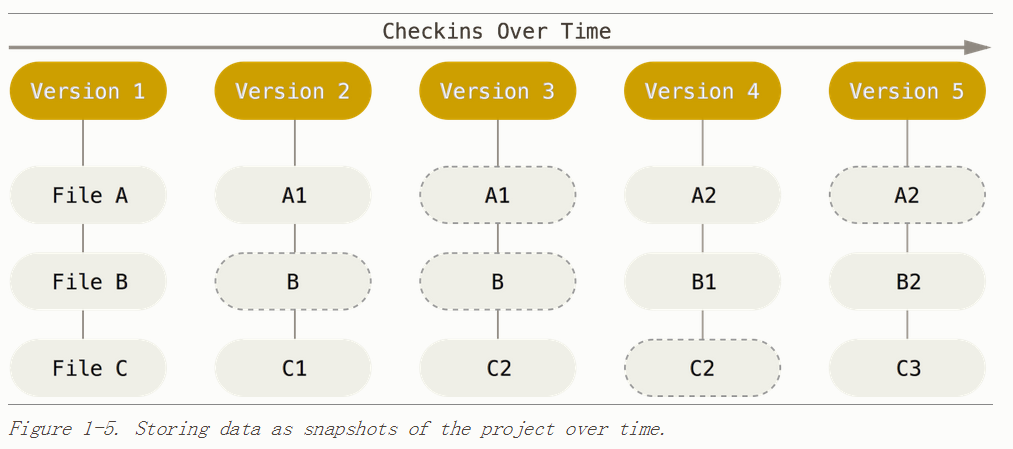 Checkins Over Time
Version 1 Version 2 Version 3 Version 4 Version 5
File A A1 A1 A2 A2
File B B B B1 B2
File C C1 C2 C2 C3
Figure 1-5. Storing data as snapshots of the project over time.